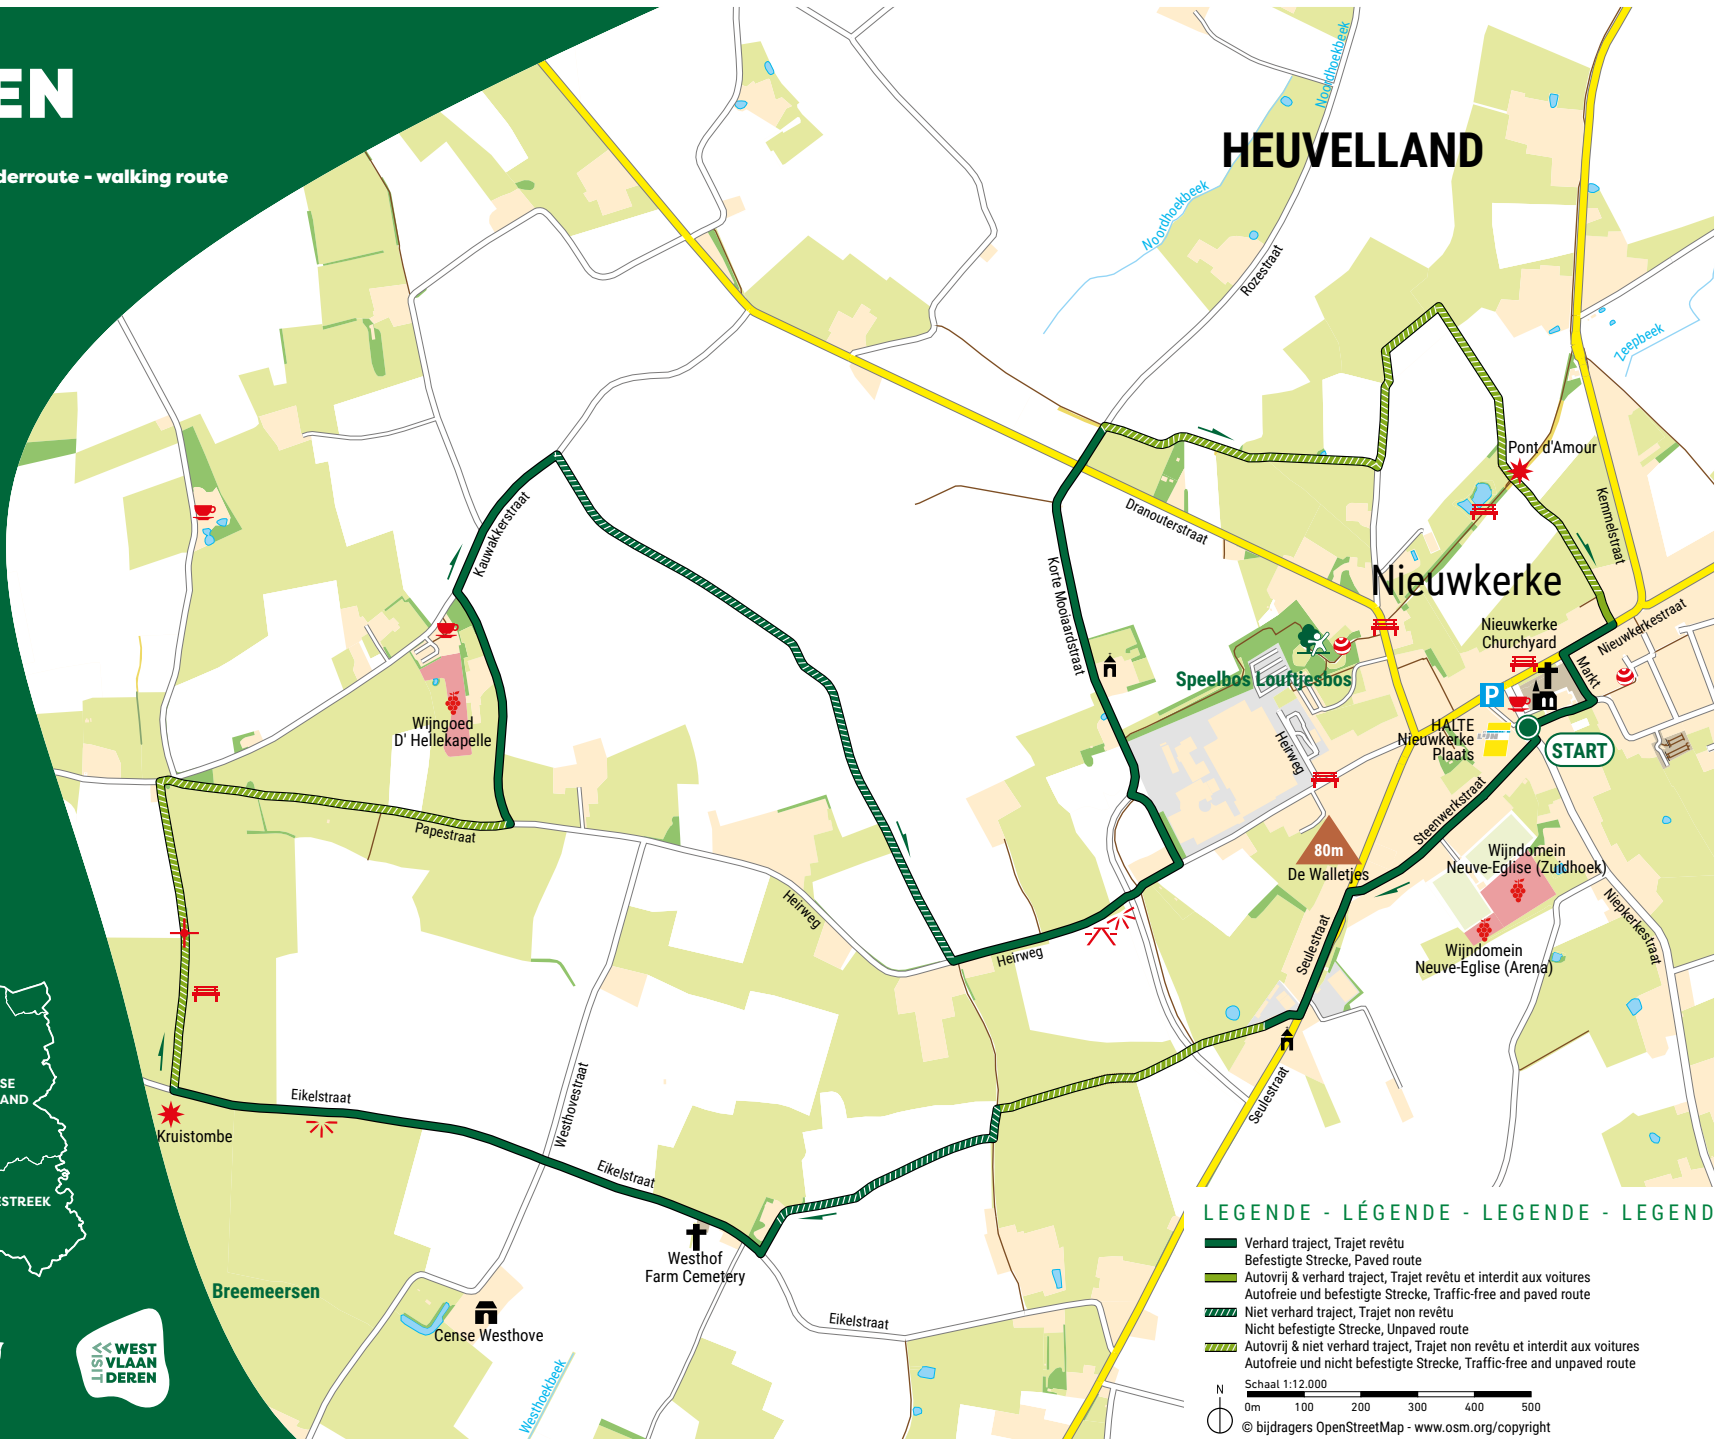 EN
derroute - walking route
HEUVELLAND
Noordhoekbeek
Noordhoekbeek
Rozestraat
Zeepbeek
Pont d'Amour
Kemmelstraat
Dranouterstraat
Kauwakkerstraat
Korte Mooiaardstraat
Nieuwkerke
Nieuwkerke
Churchyard
Nieuwkerkestraat
Markt
Speelbos Louftjesbos
P
HALTE
Nieuwkerke
Plaats
START
Heirweg
Wijngoed
D' Hellekapelle
Papestraat
Steenwerkstraat
80m
De Walletjes
Wijndomein
Neuve-Eglise (Zuidhoek)
Heirweg
Heirweg
Seulestraat
Niepkerkestraat
Wijndomein
Neuve-Eglise (Arena)
SE
AND
Eikelstraat
Westhovestraat
Seulestraat
Kruistombe
Eikelstraat
ESTREEK
Westhof
Farm Cemetery
Breemeersen
Eikelstraat
Cense Westhove
Westhoekbeek
VISIT
WEST
VLAAN
DEREN
LEGENDE - LÉGENDE - LEGENDE - LEGEND
Verhard traject, Trajet revêtu
Befestigte Strecke, Paved route
Autovrij & verhard traject, Trajet revêtu et interdit aux voitures
Autofreie und befestigte Strecke, Traffic-free and paved route
Niet verhard traject, Trajet non revêtu
Nicht befestigte Strecke, Unpaved route
Autovrij & niet verhard traject, Trajet non revêtu et interdit aux voitures
Autofreie und nicht befestigte Strecke, Traffic-free and unpaved route
Schaal 1:12.000
N
0m 100 200 300 400 500
© bijdragers OpenStreetMap - www.osm.org/copyright